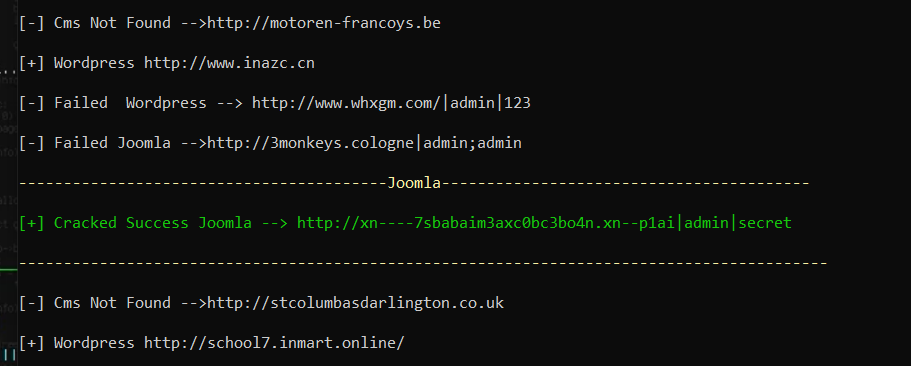 [-] Cms Not Found -->http://motoren-francoys.be
[+] Wordpress http://www.inazc.cn
[-] Failed  Wordpress --> http://www.whxgm.com/|admin|123
[-] Failed Joomla -->http://3monkeys.cologne|admin;admin
-----------------------------------------Joomla-----------------------------------------
[+] Cracked Success Joomla --> http://xn----7sbabaim3axc0bc3bo4n.xn--p1ai|admin|secret
------------------------------------------------------------------------------------------
[-] Cms Not Found -->http://stcolumbasdarlington.co.uk
[+] Wordpress http://school7.inmart.online/